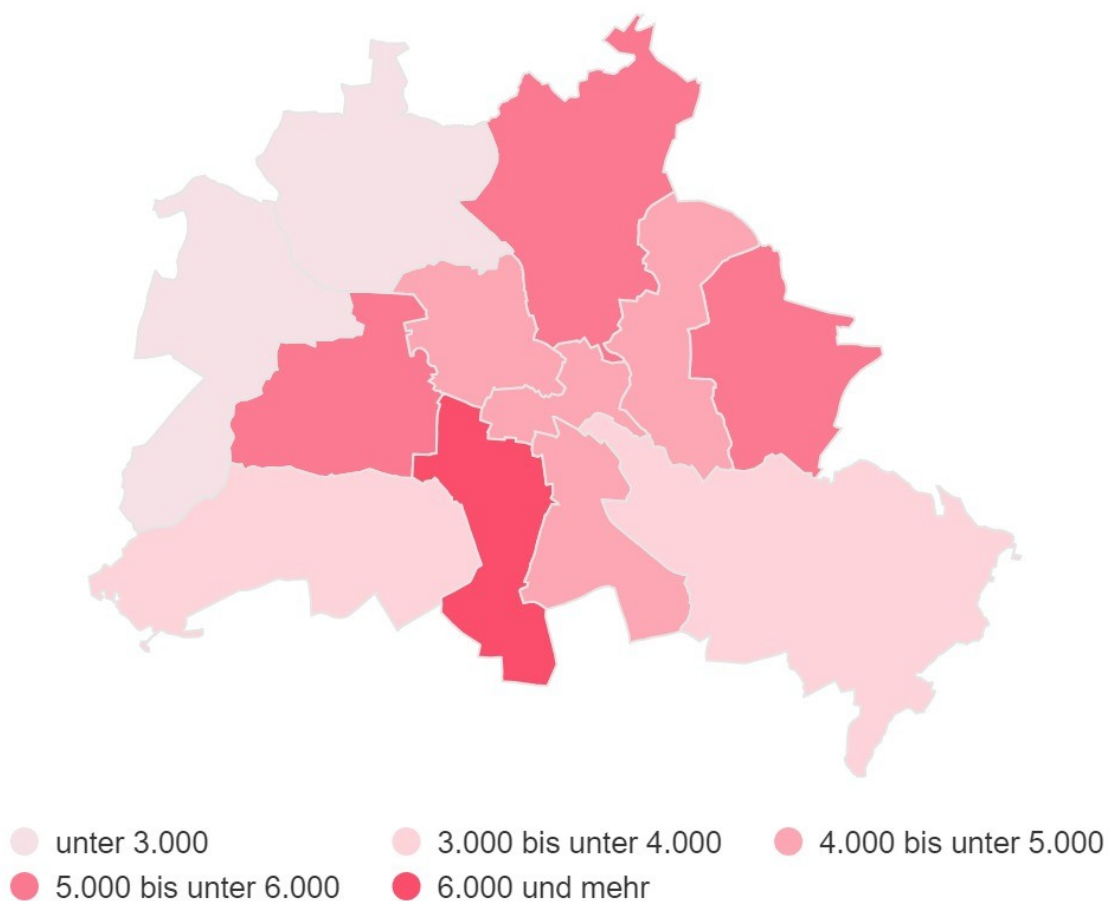 unter 3.000
3.000 bis unter 4.000
4.000 bis unter 5.000
5.000 bis unter 6.000
6.000 und mehr